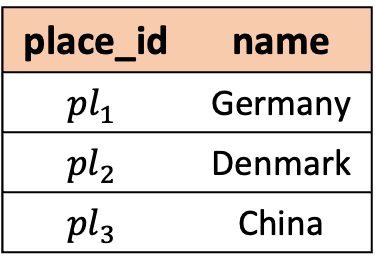 place_id name
pl₁ Germany
pl₂ Denmark
pl₃ China